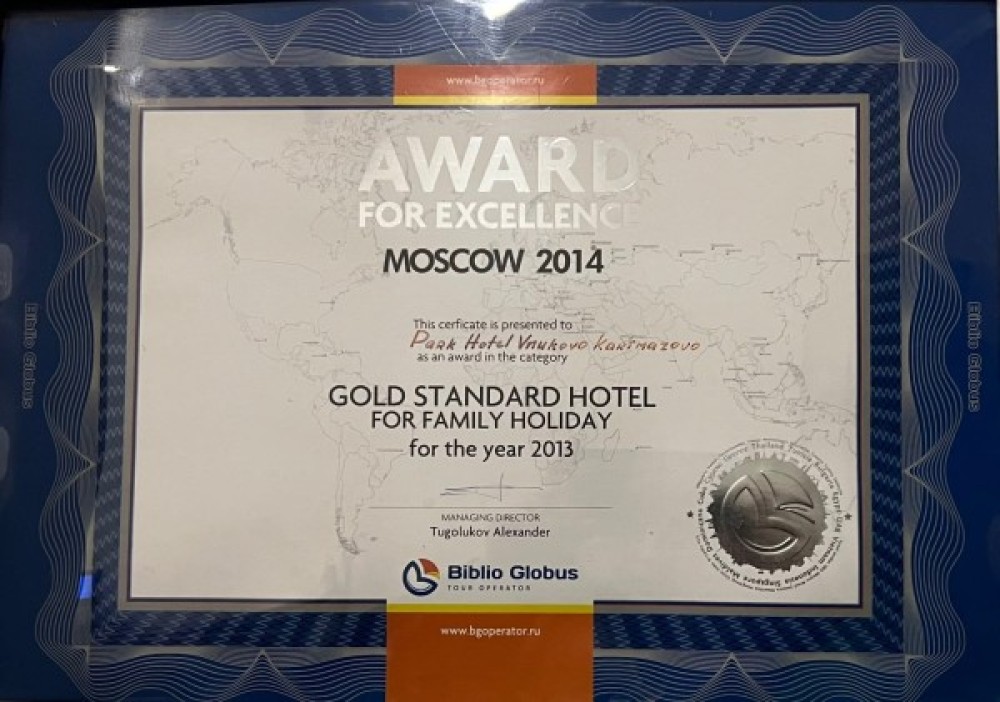 www.bgoperator.ru
AWARD
FOR EXCELLENCE
MOSCOW 2014
This cerficate is presented to
Park Hotel Vnukovo Karimazovo
as an award in the category
GOLD STANDARD HOTEL
FOR FAMILY HOLIDAY
for the year 2013
MANAGING DIRECTOR
Tugolukov Alexander
Biblio Globus
TOUR OPERATOR
www.bgoperator.ru
Biblio Globus
Biblio Globus